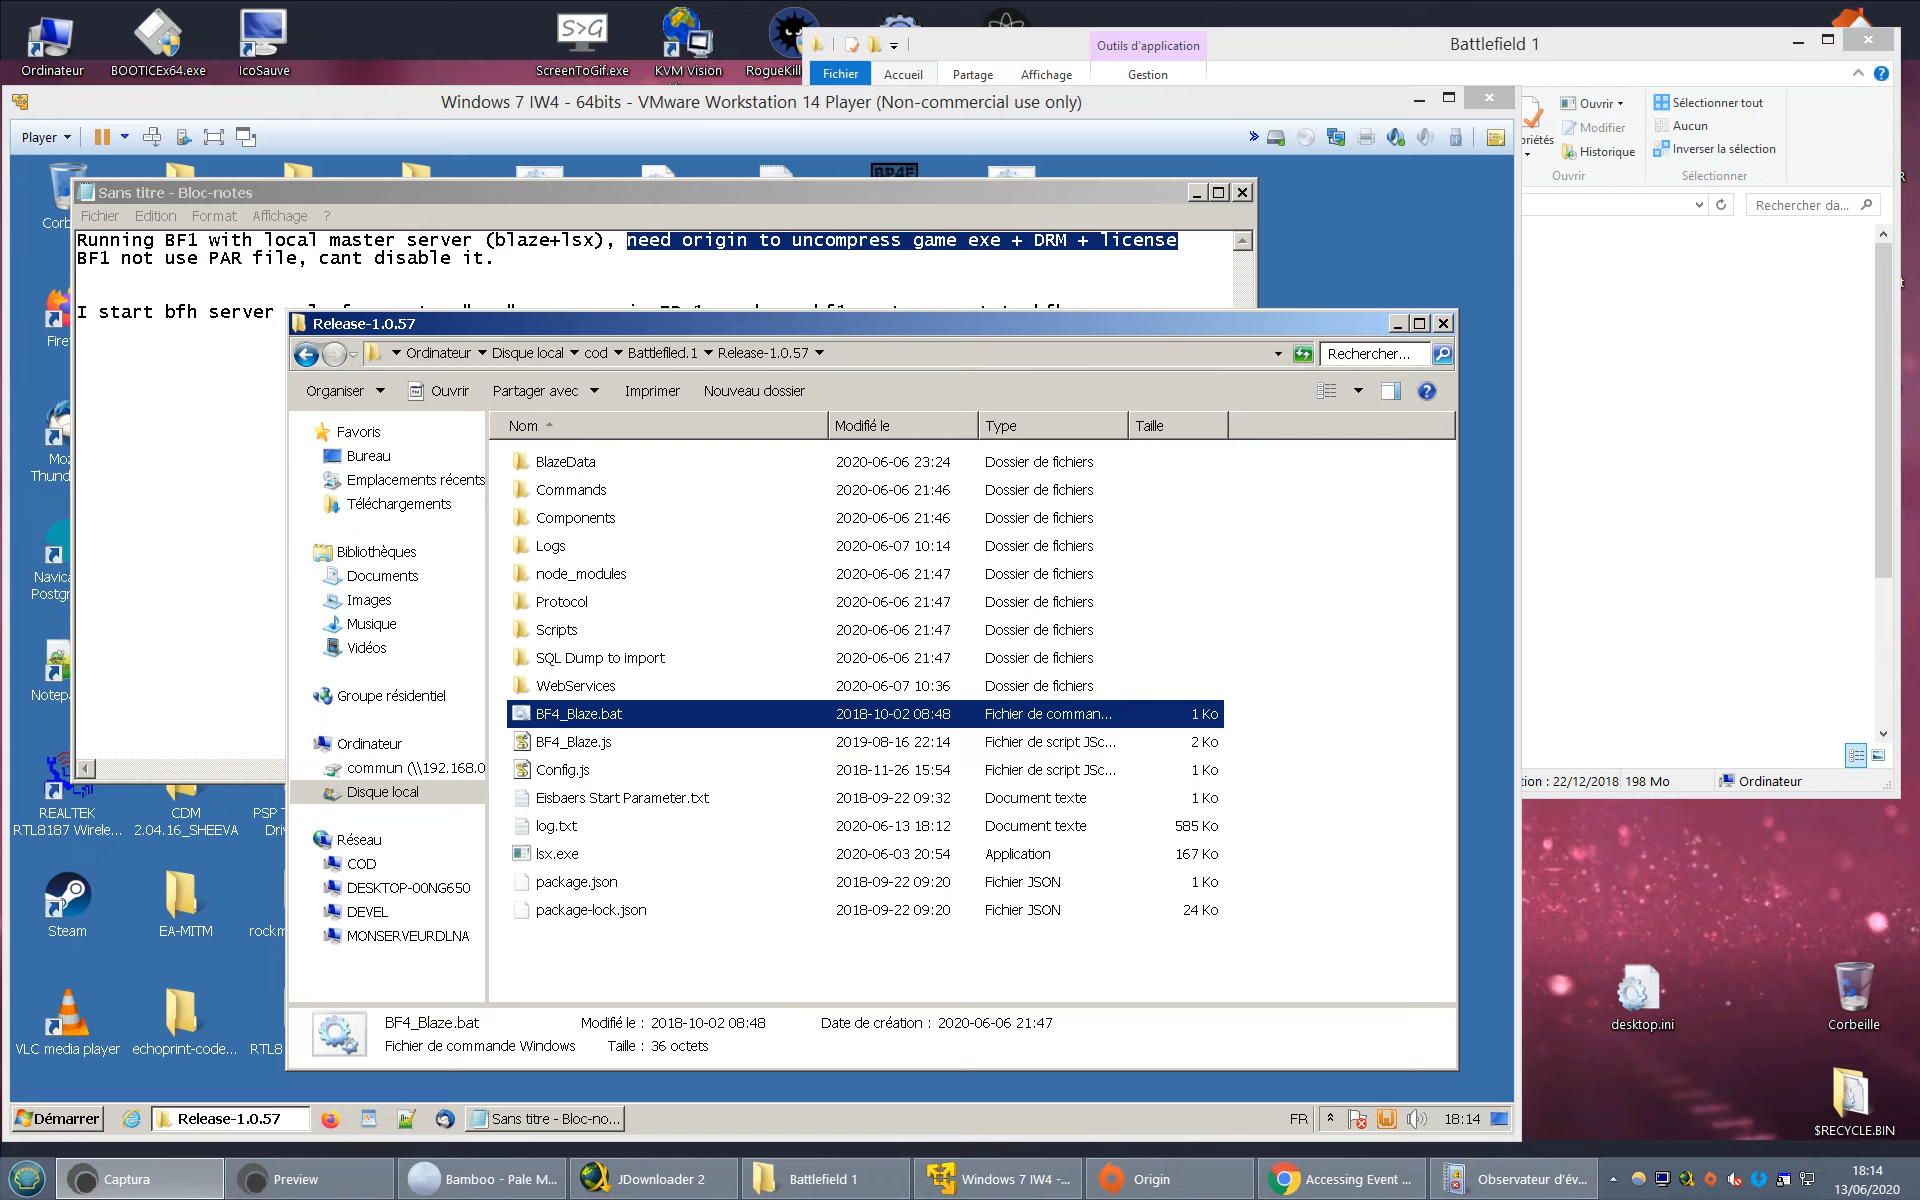 Ordinateur
BOOTICEx64.exe
IcoSauve
S>G
ScreenToGif.exe
KVM Vision
RogueKill
Outils d'application
Battlefield 1
Fichier
Accueil
Partage
Affichage
Gestion
Windows 7 IW4 - 64bits - VMware Workstation 14 Player (Non-commercial use only)
Player
Ouvrir
Sélectionner tout
Modifier
Aucun
riétés
Historique
Inverser la sélection
Ouvrir
Sélectionner
Rechercher da...
Corb
Sans titre - Bloc-notes
Fichier Edition Format Affichage ?
Running BF1 with local master server (blaze+lsx), need origin to uncompress game exe + DRM + license
BF1 not use PAR file, cant disable it.
I start bfh server
Release-1.0.57
Ordinateur Disque local cod Battlefiled.1 Release-1.0.57
Rechercher...
Organiser Ouvrir Partager avec Imprimer Nouveau dossier
Nom Modifié le Type Taille
Favoris
Bureau
Emplacements récents
Téléchargements
Bibliothèques
Documents
Images
Musique
Vidéos
Groupe résidentiel
Ordinateur
commun (\\192.168.0
Disque local
Réseau
COD
DESKTOP-00NG650
DEVEL
MONSERVEURDLNA
BlazeData 2020-06-06 23:24 Dossier de fichiers
Commands 2020-06-06 21:46 Dossier de fichiers
Components 2020-06-06 21:46 Dossier de fichiers
Logs 2020-06-07 10:14 Dossier de fichiers
node_modules 2020-06-06 21:47 Dossier de fichiers
Protocol 2020-06-06 21:47 Dossier de fichiers
Scripts 2020-06-06 21:47 Dossier de fichiers
SQL Dump to import 2020-06-06 21:47 Dossier de fichiers
WebServices 2020-06-07 10:36 Dossier de fichiers
BF4_Blaze.bat 2018-10-02 08:48 Fichier de comman... 1 Ko
BF4_Blaze.js 2019-08-16 22:14 Fichier de script JSc... 2 Ko
Config.js 2018-11-26 15:54 Fichier de script JSc... 1 Ko
Eisbaers Start Parameter.txt 2018-09-22 09:32 Document texte 1 Ko
log.txt 2020-06-13 18:12 Document texte 585 Ko
lsx.exe 2020-06-03 20:54 Application 167 Ko
package.json 2018-09-22 09:20 Fichier JSON 1 Ko
package-lock.json 2018-09-22 09:20 Fichier JSON 24 Ko
BF4_Blaze.bat Modifié le : 2018-10-02 08:48 Date de création : 2020-06-06 21:47
Fichier de commande Windows Taille : 36 octets
Fire
Moz
Thund
Navica
Postgr
Notep
REALTEK
RTL8187 Wirele...
CDM
2.04.16_SHEEVA
PSP
Dri
Steam
EA-MITM
rockm
VLC media player
echoprint-code...
RTL8
tion : 22/12/2018 198 Mo
Ordinateur
desktop.ini
Corbeille
$RECYCLE.BIN
Démarrer
Release-1.0.57
Sans titre - Bloc-no...
FR
18:14
Captura
Preview
Bamboo - Pale M...
JDownloader 2
Battlefield 1
Windows 7 IW4 -...
Origin
Accessing Event ...
Observateur d'év...
18:14
13/06/2020